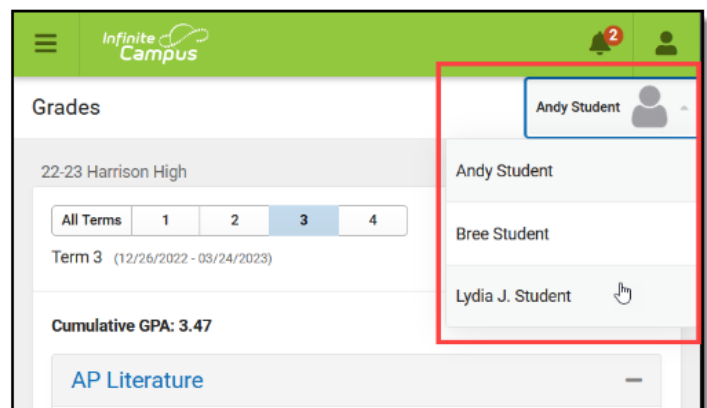 Infinite
Campus
2
Grades
Andy Student
Andy Student
Bree Student
Lydia J. Student
22-23 Harrison High
All Terms 1 2 3 4
Term 3 (12/26/2022 - 03/24/2023)
Cumulative GPA: 3.47
AP Literature